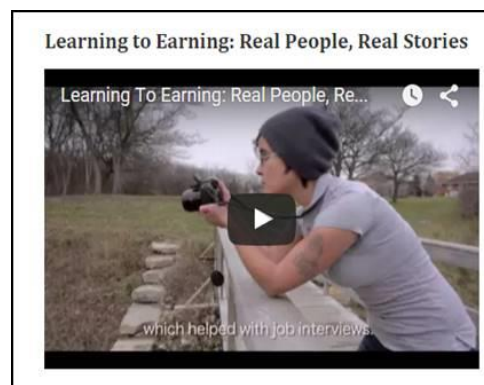 Learning to Earning: Real People, Real Stories
Learning To Earning: Real People, Re...
which helped with job interviews.